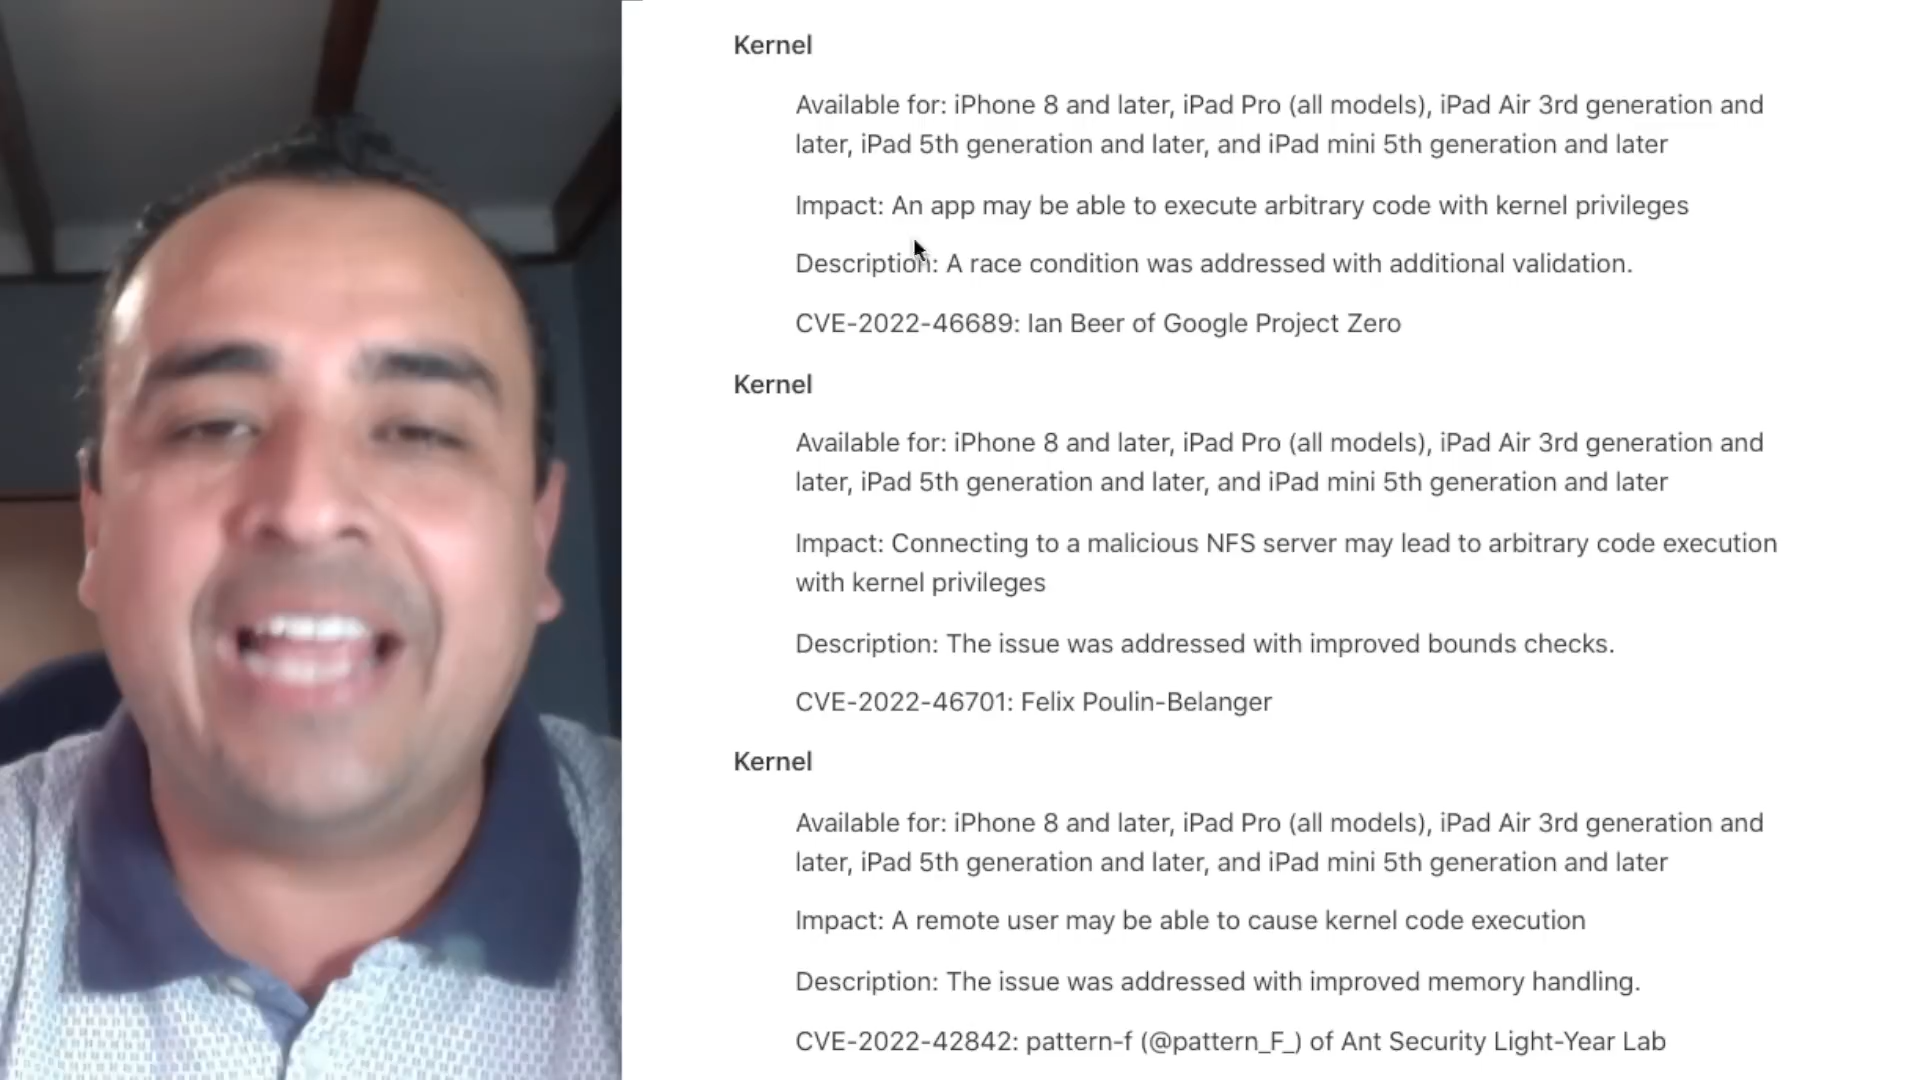 Kernel
Available for: iPhone 8 and later, iPad Pro (all models), iPad Air 3rd generation and
later, iPad 5th generation and later, and iPad mini 5th generation and later
Impact: An app may be able to execute arbitrary code with kernel privileges
Description: A race condition was addressed with additional validation.
CVE-2022-46689: Ian Beer of Google Project Zero
Kernel
Available for: iPhone 8 and later, iPad Pro (all models), iPad Air 3rd generation and
later, iPad 5th generation and later, and iPad mini 5th generation and later
Impact: Connecting to a malicious NFS server may lead to arbitrary code execution
with kernel privileges
Description: The issue was addressed with improved bounds checks.
CVE-2022-46701: Felix Poulin-Belanger
Kernel
Available for: iPhone 8 and later, iPad Pro (all models), iPad Air 3rd generation and
later, iPad 5th generation and later, and iPad mini 5th generation and later
Impact: A remote user may be able to cause kernel code execution
Description: The issue was addressed with improved memory handling.
CVE-2022-42842: pattern-f (@pattern_F_) of Ant Security Light-Year Lab